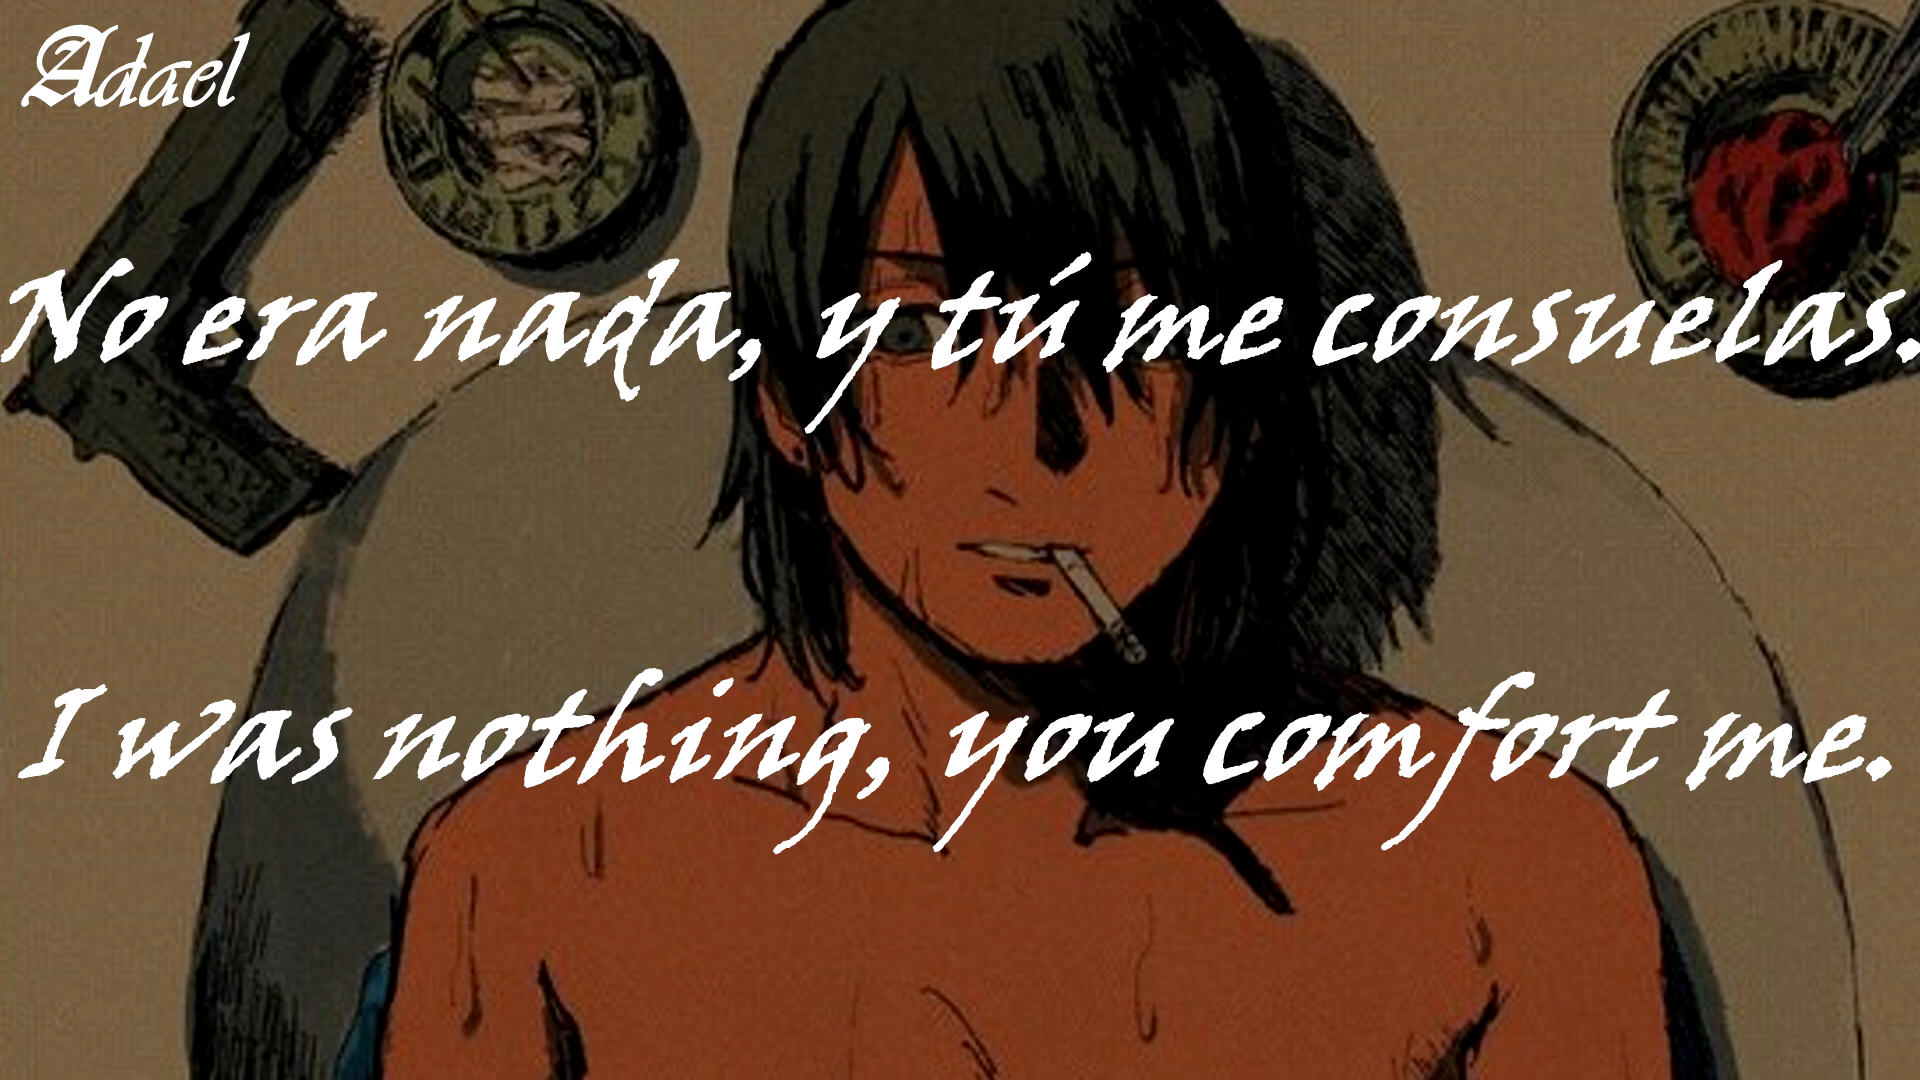 Adael
No era nada, y tú me consuelas.
I was nothing, you comfort me.